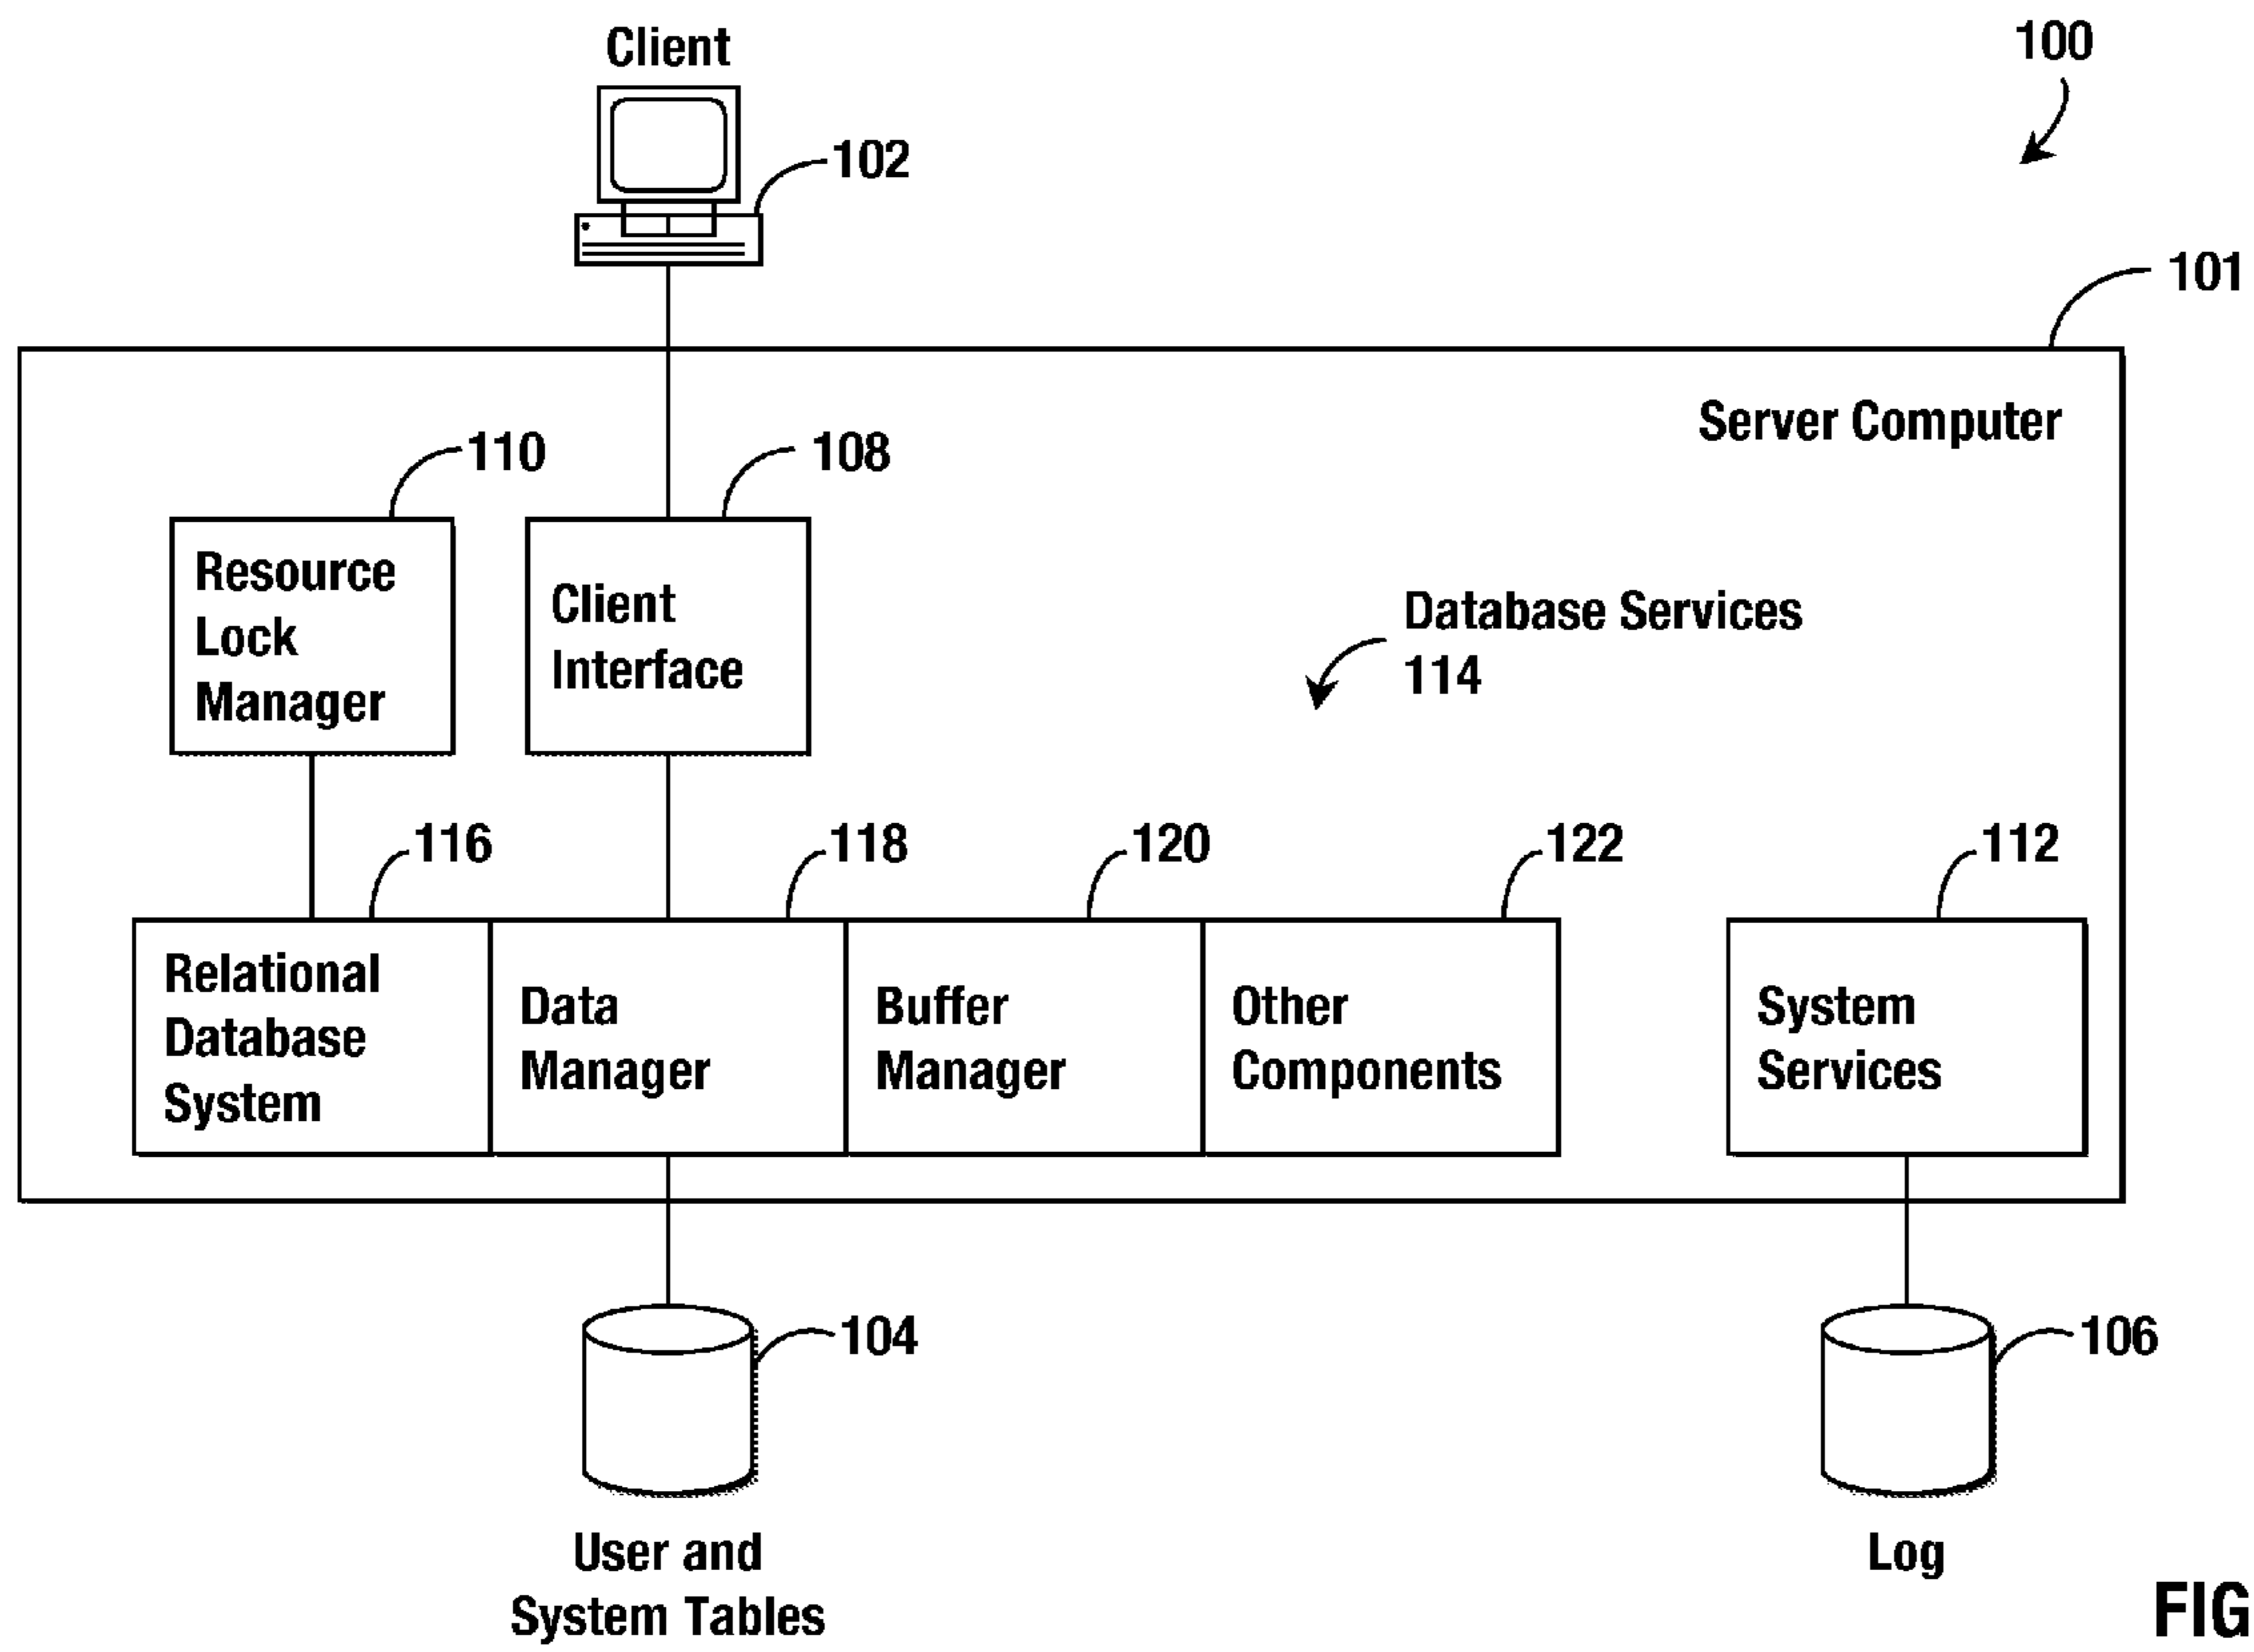 Client
100
102
101
Server Computer
110
108
Resource
Lock
Manager
Client
Interface
Database Services
114
116
118
120
122
112
Relational
Database
System
Data
Manager
Buffer
Manager
Other
Components
System
Services
104
106
User and
System Tables
Log
FIG